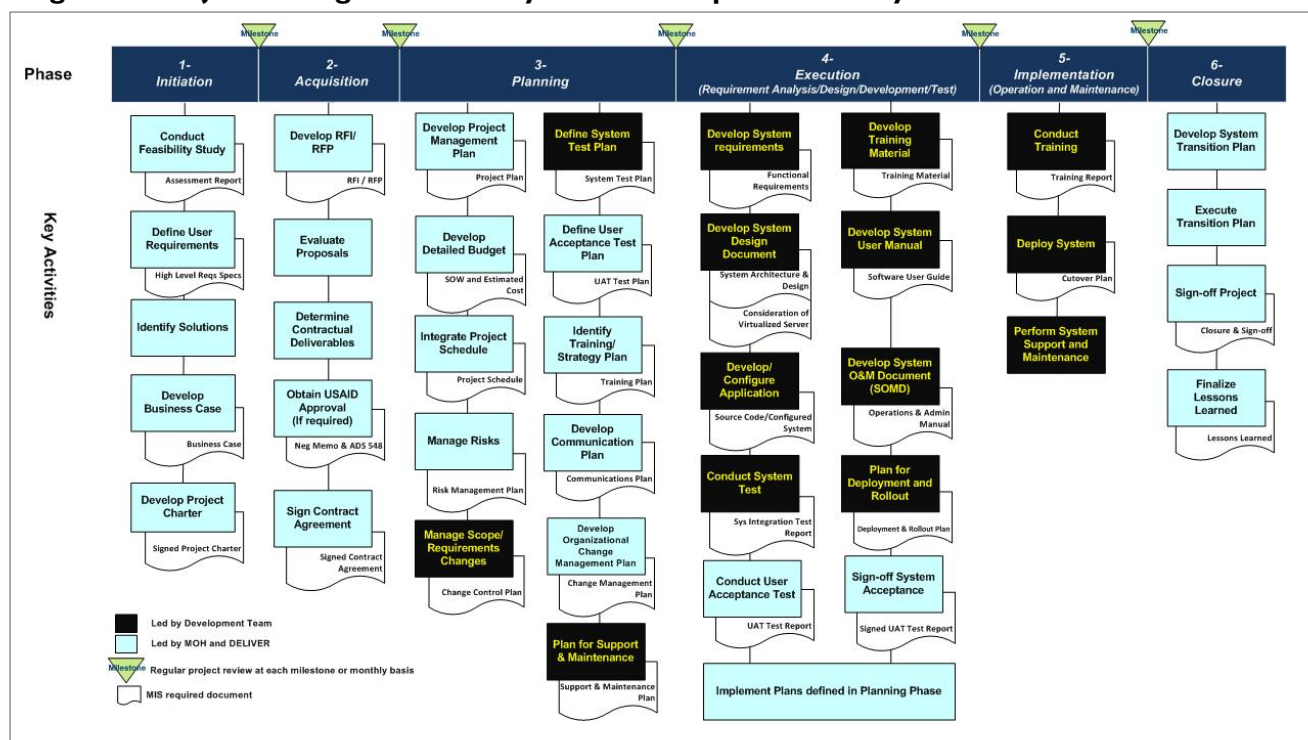 Milestone
Milestone
Milestone
Milestone
Milestone
Phase
1-
Initiation
2-
Acquisition
3-
Planning
4-
Execution
(Requirement Analysis/Design/Development/Test)
5-
Implementation
(Operation and Maintenance)
6-
Closure
Key Activities
Conduct
Feasibility Study
Assessment Report
Define User
Requirements
High Level Reqs Specs
Identify Solutions
Develop
Business Case
Business Case
Develop Project
Charter
Signed Project Charter
Develop RFI/
RFP
RFI / RFP
Evaluate
Proposals
Determine
Contractual
Deliverables
Obtain USAID
Approval
(If required)
Neg Memo & ADS 548
Sign Contract
Agreement
Signed Contract
Agreement
Develop Project
Management
Plan
Project Plan
Develop
Detailed Budget
SOW and Estimated
Cost
Integrate Project
Schedule
Project Schedule
Manage Risks
Risk Management Plan
Manage Scope/
Requirements
Changes
Change Control Plan
Define System
Test Plan
System Test Plan
Define User
Acceptance Test
Plan
UAT Test Plan
Identify
Training/
Strategy Plan
Training Plan
Develop
Communication
Plan
Communications Plan
Develop
Organizational
Change
Management Plan
Change Management
Plan
Plan for Support
& Maintenance
Support & Maintenance
Plan
Develop System
requirements
Functional
Requirements
Develop System
Design
Document
System Architecture &
Design
Consideration of
Virtualized Server
Develop/
Configure
Application
Source Code/Configured
System
Conduct System
Test
Sys Integration Test
Report
Conduct User
Acceptance Test
UAT Test Report
Develop
Training
Material
Training Material
Develop System
User Manual
Software User Guide
Develop System
O&M Document
(SOMD)
Operations & Admin
Manual
Plan for
Deployment and
Rollout
Deployment & Rollout Plan
Sign-off System
Acceptance
Signed UAT Test Report
Implement Plans defined in Planning Phase
Conduct
Training
Training Report
Deploy System
Cutover Plan
Perform System
Support and
Maintenance
Develop System
Transition Plan
Execute
Transition Plan
Sign-off Project
Closure & Sign-off
Finalize
Lessons
Learned
Lessons Learned
Led by Development Team
Led by MOH and DELIVER
Milestone
Regular project review at each milestone or monthly basis
MIS required document